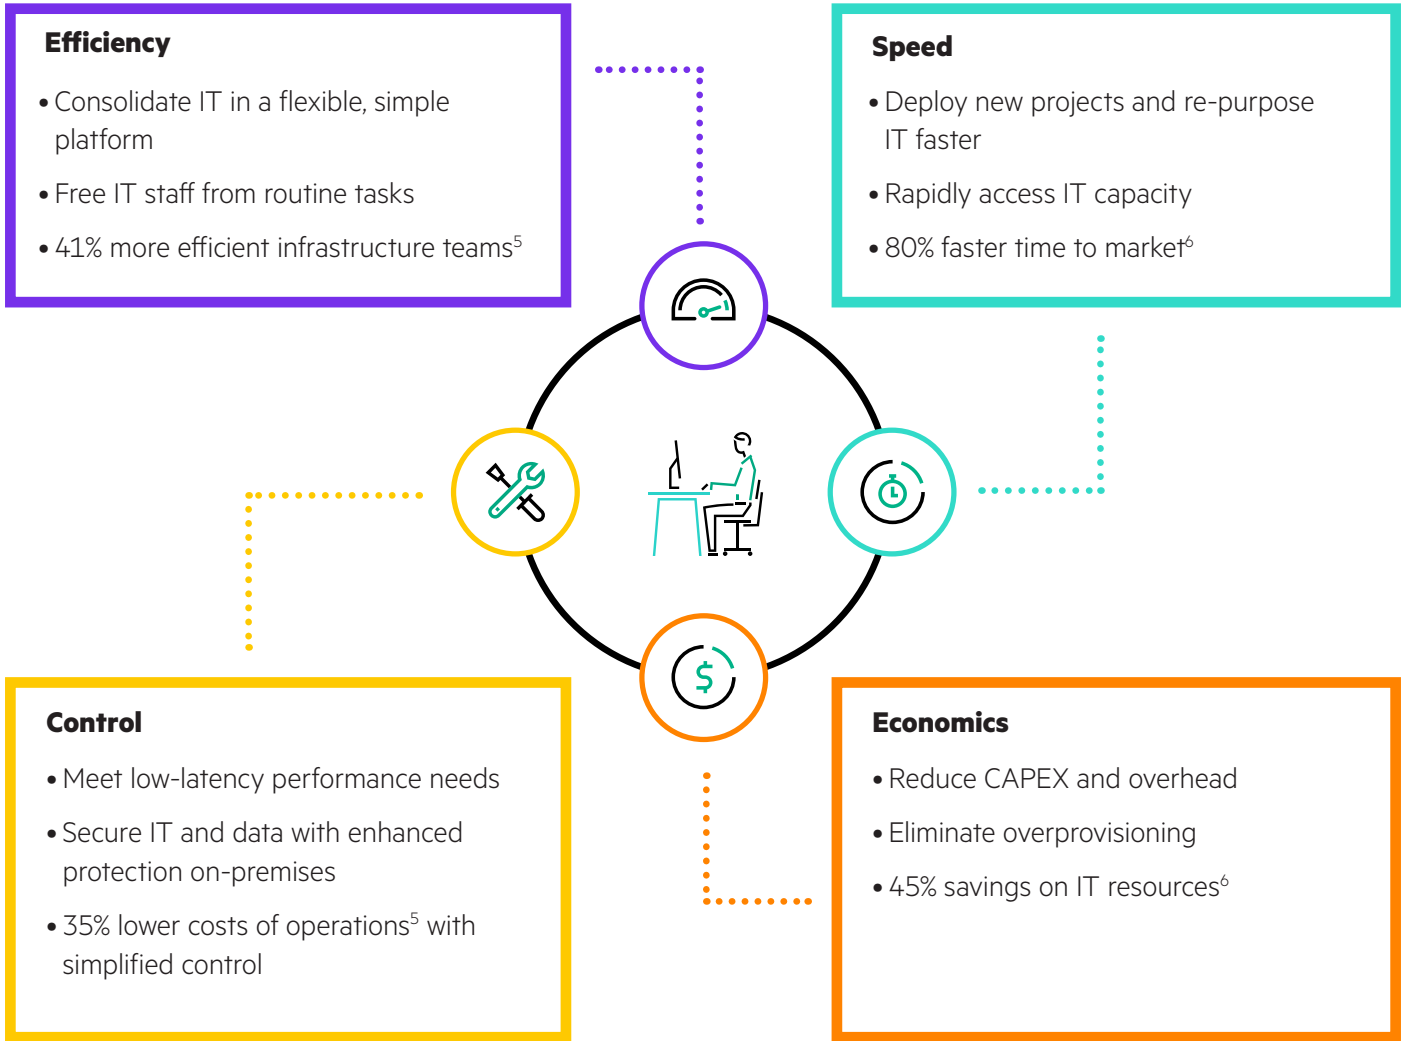 Efficiency
• Consolidate IT in a flexible, simple
platform
• Free IT staff from routine tasks
• 41% more efficient infrastructure teams⁵
Speed
• Deploy new projects and re-purpose
IT faster
• Rapidly access IT capacity
• 80% faster time to market⁶
$
Control
• Meet low-latency performance needs
• Secure IT and data with enhanced
protection on-premises
• 35% lower costs of operations⁵ with
simplified control
Economics
• Reduce CAPEX and overhead
• Eliminate overprovisioning
• 45% savings on IT resources⁶